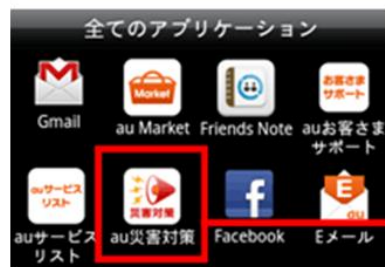 全てのアプリケーション
Market
お客さま
サポート
Gmail
au Market
Friends Note
auお客さま
サポート
auサービス
リスト
災害対策
E
au
auサービス
リスト
au災害対策
Facebook
Eメール